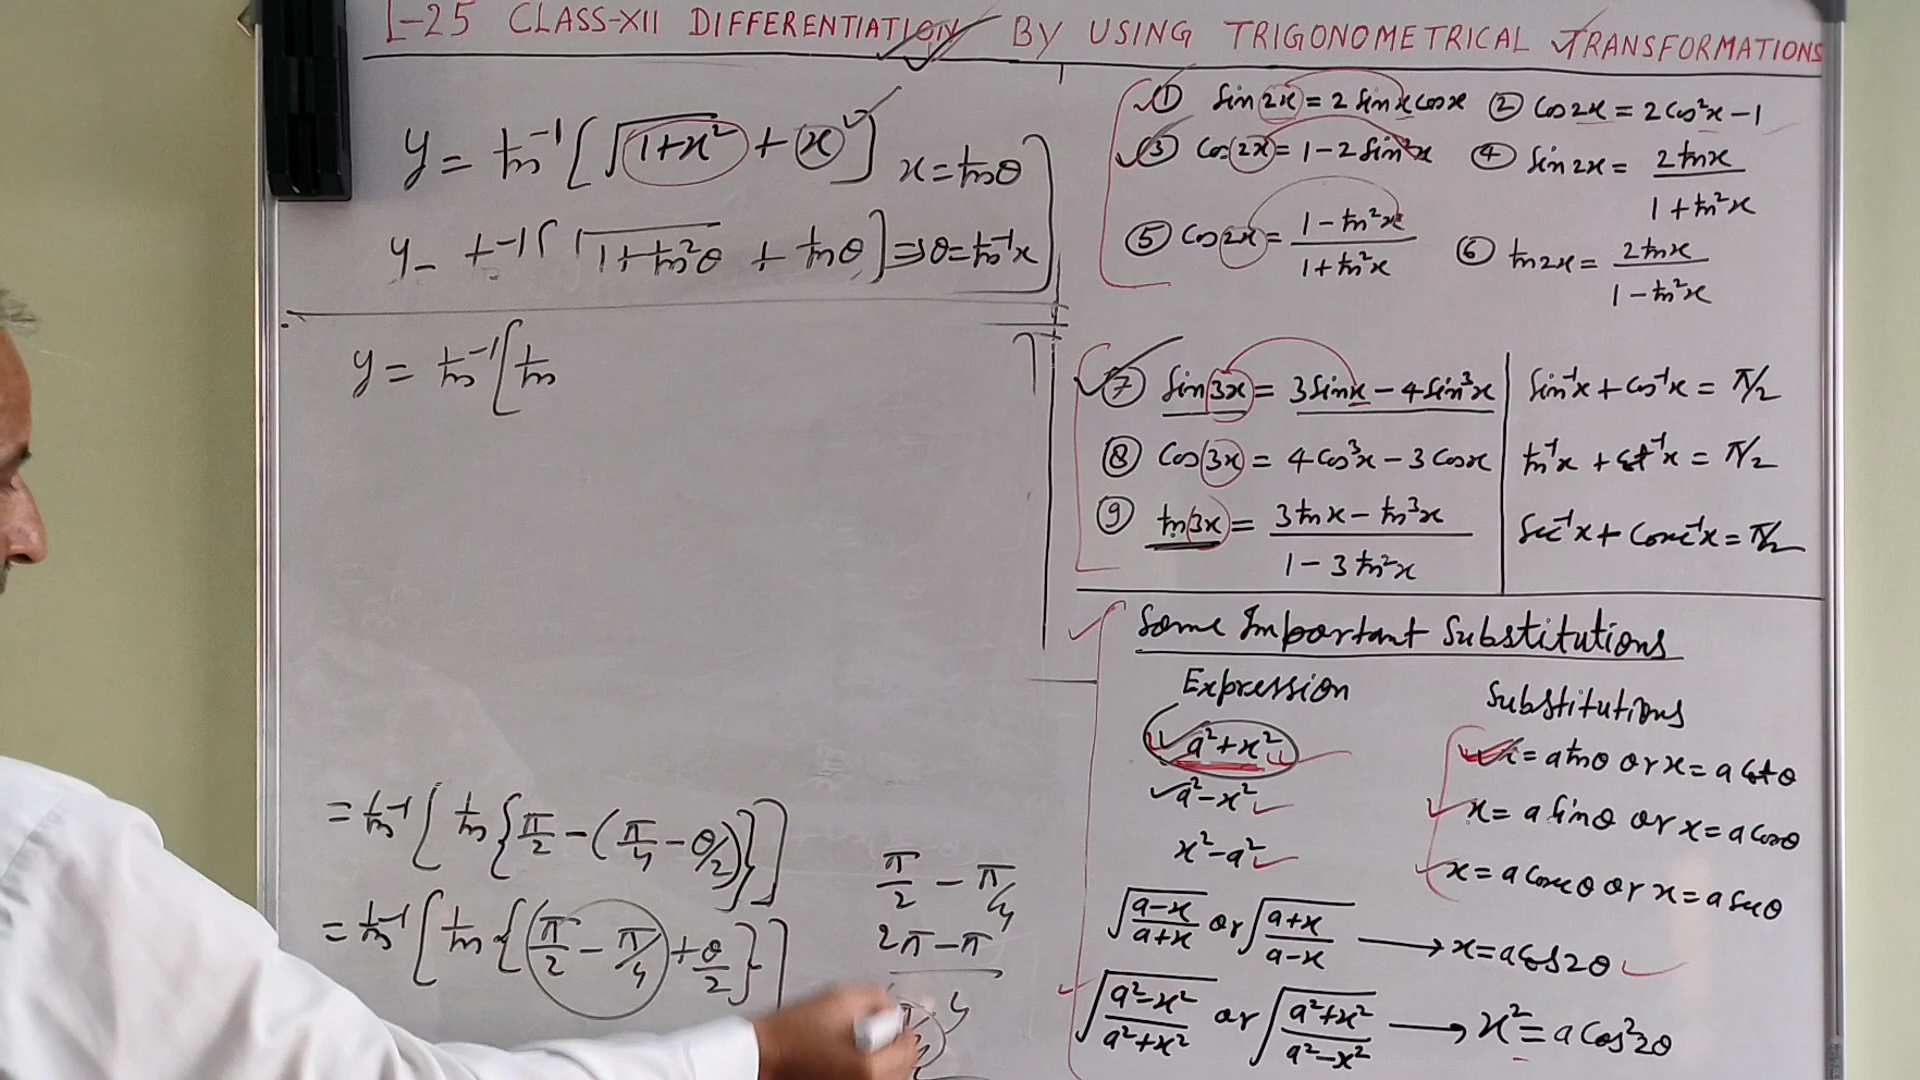 L-25 CLASS-XII DIFFERENTIATION BY USING TRIGONOMETRICAL TRANSFORMATIONS
y = tan⁻¹[√(1+x²) + x] x = tanθ
y = tan⁻¹[√(1+tan²θ) + tanθ] ⇒ θ = tan⁻¹x
y = tan⁻¹[tan
= tan⁻¹[tan{π/2 - (π/4 - θ/2)}]
= tan⁻¹[tan{(π/2 - π/4) + θ/2}]
π/2 - π/4
2π - π
4
① Sin2x = 2 Sinx cosx ② Cos2x = 2Cos²x - 1
③ Cos2x = 1 - 2Sin²x ④ Sin2x = 2tanx / 1 + tan²x
⑤ Cos2x = 1 - tan²x / 1 + tan²x ⑥ tan2x = 2tanx / 1 - tan²x
⑦ Sin3x = 3Sinx - 4Sin³x
⑧ Cos3x = 4Cos³x - 3Cosx
⑨ tan3x = 3tanx - tan³x / 1 - 3tan²x
Sin⁻¹x + Cos⁻¹x = π/2
tan⁻¹x + Cot⁻¹x = π/2
Sec⁻¹x + Cosec⁻¹x = π/2
Some Important Substitutions
Expression Substitutions
a² + x² x = a tanθ or x = a Cotθ
a² - x² x = a Sinθ or x = a Cosθ
x² - a² x = a Cosecθ or x = a Secθ
√(a-x / a+x) or √(a+x / a-x) → x = a Cos2θ
√(a²-x² / a²+x²) or √(a²+x² / a²-x²) → x² = a Cos²2θ